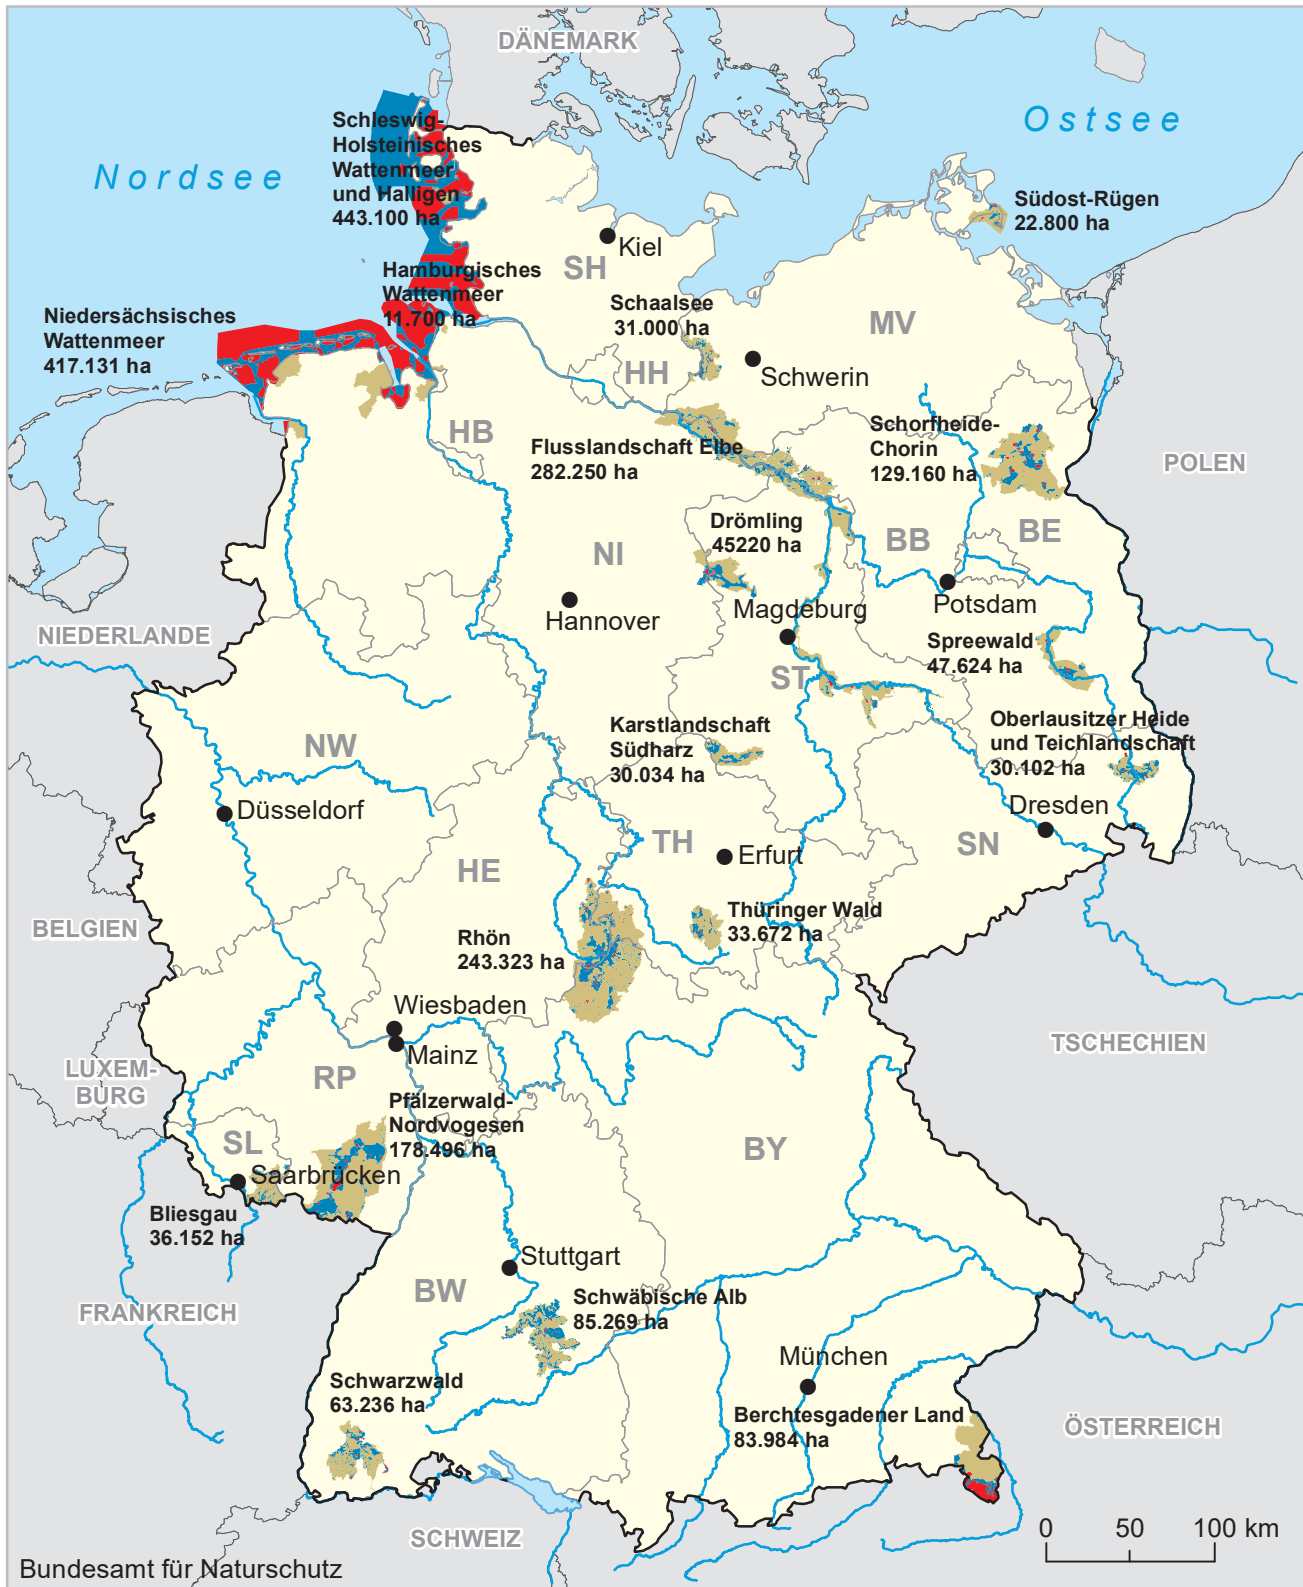 DÄNEMARK
Nordsee
Ostsee
Schleswig-
Holsteinisches
Wattenmeer
und Halligen
443.100 ha
Südost-Rügen
22.800 ha
Kiel
SH
Hamburgisches
Wattenmeer
11.700 ha
Schaalsee
31.000 ha
MV
Niedersächsisches
Wattenmeer
417.131 ha
HH
Schwerin
HB
Flusslandschaft Elbe
282.250 ha
Schorfheide-
Chorin
129.160 ha
POLEN
Drömling
45220 ha
NI
BB
BE
Hannover
Magdeburg
Potsdam
NIEDERLANDE
Spreewald
47.624 ha
ST
Karstlandschaft
Südharz
30.034 ha
Oberlausitzer Heide
und Teichlandschaft
30.102 ha
NW
Düsseldorf
Dresden
TH
Erfurt
SN
HE
BELGIEN
Rhön
243.323 ha
Thüringer Wald
33.672 ha
Wiesbaden
Mainz
TSCHECHIEN
LUXEM-
BURG
RP
Pfälzerwald-
Nordvogesen
178.496 ha
SL
BY
Saarbrücken
Bliesgau
36.152 ha
Stuttgart
FRANKREICH
BW
Schwäbische Alb
85.269 ha
München
Schwarzwald
63.236 ha
Berchtesgadener Land
83.984 ha
ÖSTERREICH
SCHWEIZ
0 50 100 km
Bundesamt für Naturschutz